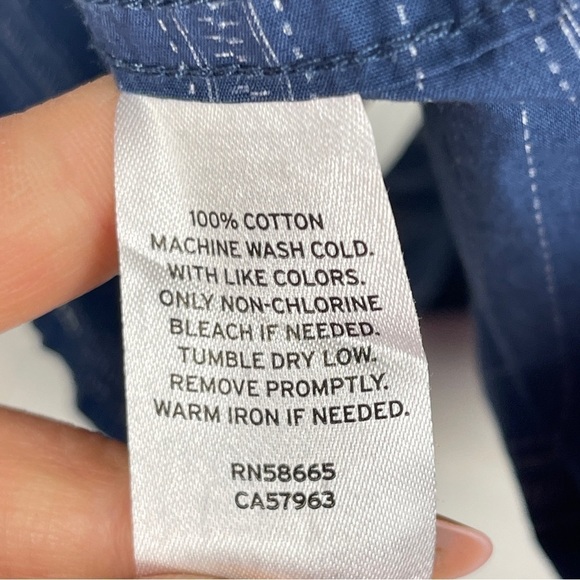 100% COTTON
MACHINE WASH COLD.
WITH LIKE COLORS.
ONLY NON-CHLORINE
BLEACH IF NEEDED.
TUMBLE DRY LOW.
REMOVE PROMPTLY.
WARM IRON IF NEEDED.
RN58665
CA57963